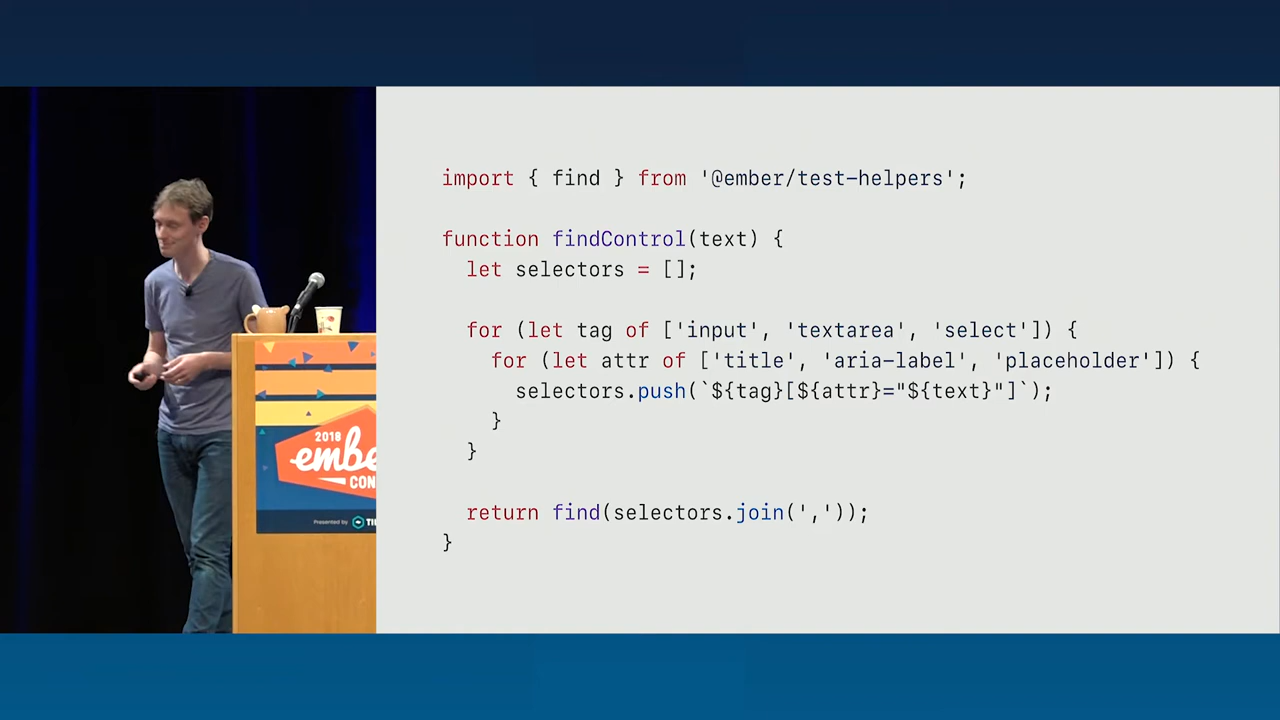 import { find } from '@ember/test-helpers';
function findControl(text) {
let selectors = [];
for (let tag of ['input', 'textarea', 'select']) {
for (let attr of ['title', 'aria-label', 'placeholder']) {
selectors.push(`${tag}[${attr}="${text}"]`);
}
}
return find(selectors.join(','));
}
2018
embe
CON
Presented by TIL